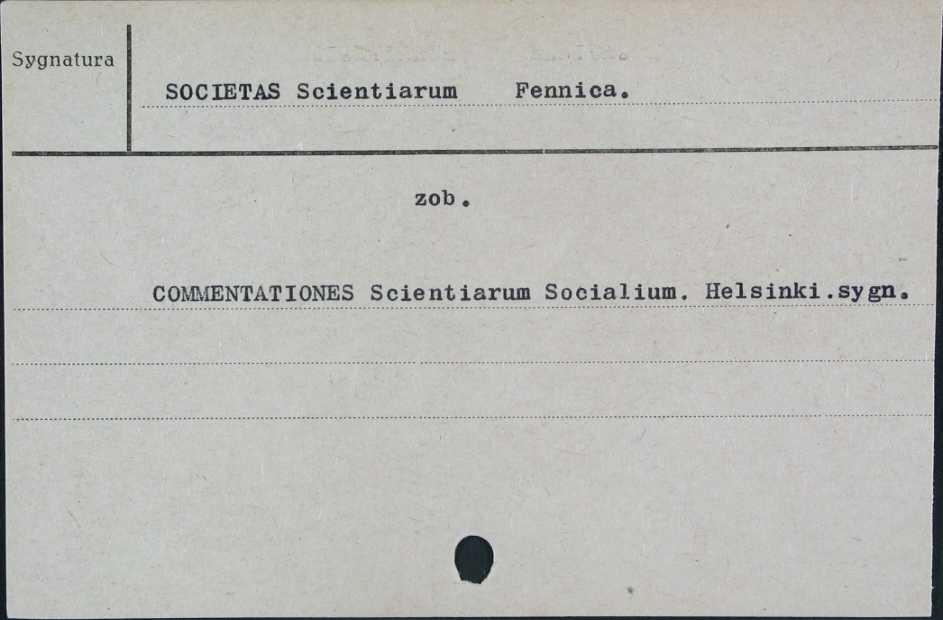 Sygnatura
SOCIETAS Scientiarum Fennica.
zob.
COMMENTATIONES Scientiarum Socialium. Helsinki.sygn.